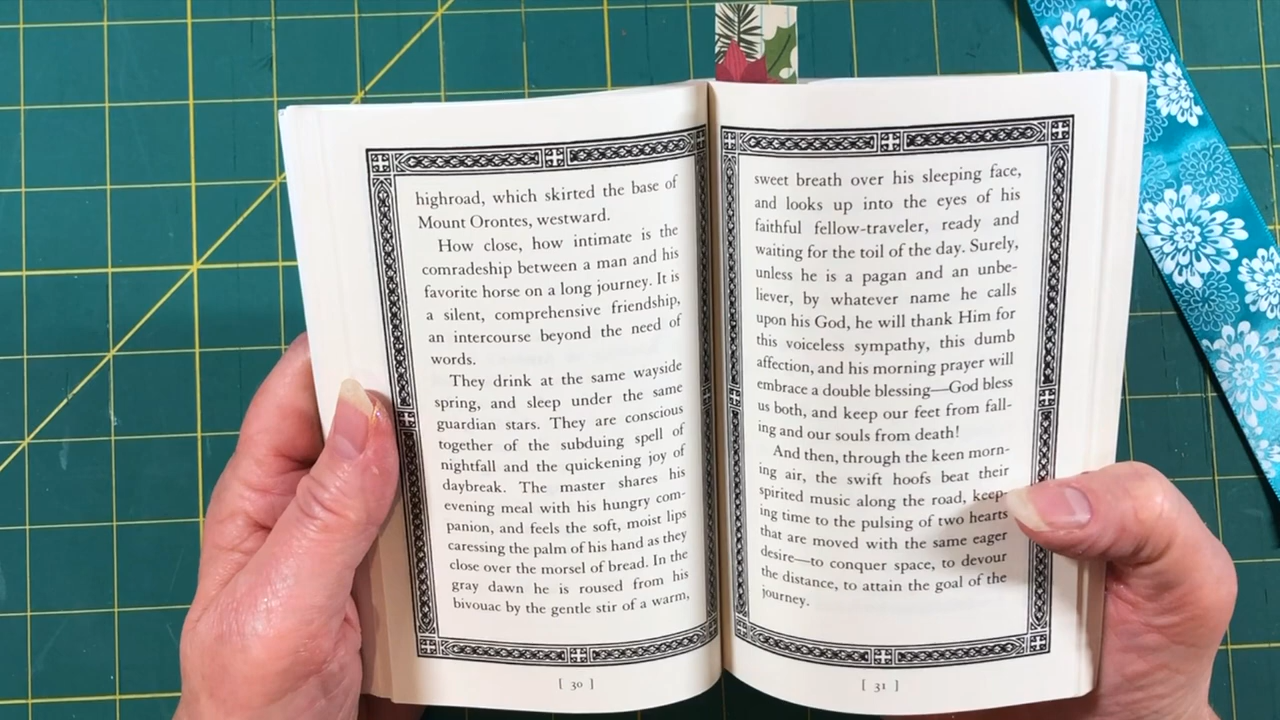 highroad, which skirted the base of
Mount Orontes, westward.
How close, how intimate is the
comradeship between a man and his
favorite horse on a long journey. It is
a silent, comprehensive friendship,
an intercourse beyond the need of
words.
They drink at the same wayside
spring, and sleep under the same
guardian stars. They are conscious
together of the subduing spell of
nightfall and the quickening joy of
daybreak. The master shares his
evening meal with his hungry com-
panion, and feels the soft, moist lips
caressing the palm of his hand as they
close over the morsel of bread. In the
gray dawn he is roused from his
bivouac by the gentle stir of a warm,
[ 30 ]
sweet breath over his sleeping face,
and looks up into the eyes of his
faithful fellow-traveler, ready and
waiting for the toil of the day. Surely,
unless he is a pagan and an unbe-
liever, by whatever name he calls
upon his God, he will thank Him for
this voiceless sympathy, this dumb
affection, and his morning prayer will
embrace a double blessing—God bless
us both, and keep our feet from fall-
ing and our souls from death!
And then, through the keen morn-
ing air, the swift hoofs beat their
spirited music along the road, keep-
ing time to the pulsing of two hearts
that are moved with the same eager
desire—to conquer space, to devour
the distance, to attain the goal of the
journey.
[ 31 ]